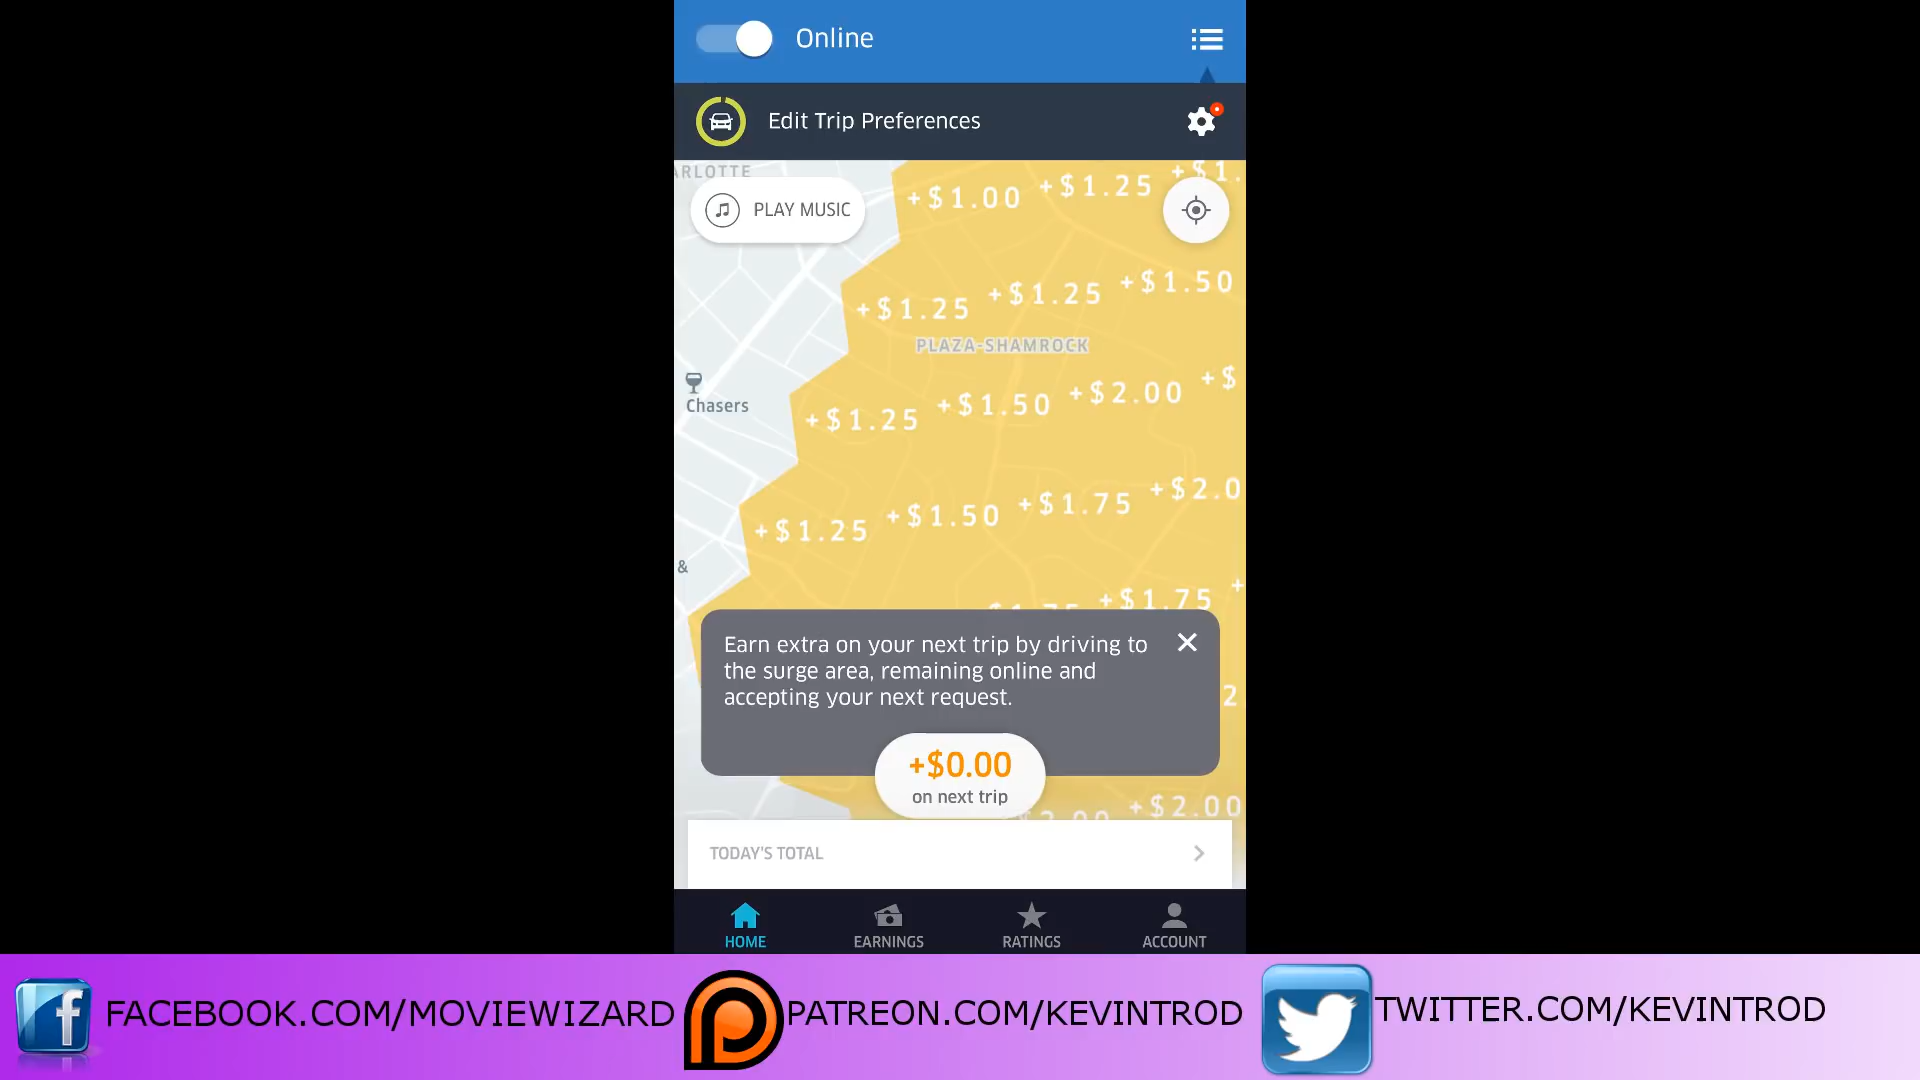 Online
Edit Trip Preferences
PLAY MUSIC
+$1.00 +$1.25
+$1.25 +$1.25 +$1.50
PLAZA-SHAMROCK
Chasers
+$1.25 +$1.50 +$2.00 +$
+$1.25 +$1.50 +$1.75 +$2.0
&
+$1.75 +
Earn extra on your next trip by driving to
the surge area, remaining online and
accepting your next request.
2
+$0.00
on next trip
+$2.00
TODAY'S TOTAL
HOME EARNINGS RATINGS ACCOUNT
FACEBOOK.COM/MOVIEWIZARD PATREON.COM/KEVINTROD TWITTER.COM/KEVINTROD